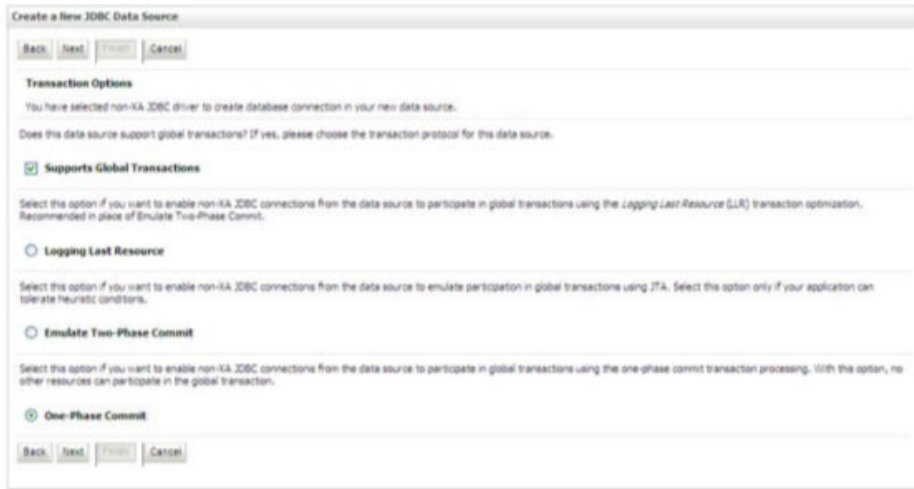 Create a New JDBC Data Source
Back Next Finish Cancel
Transaction Options
You have selected non-XA JDBC driver to create database connection in your new data source.
Does this data source support global transactions? If yes, please choose the transaction protocol for this data source.
Supports Global Transactions
Select this option if you want to enable non-XA JDBC connections from the data source to participate in global transactions using the Logging Last Resource (LLR) transaction optimization.
Recommended in place of Emulate Two-Phase Commit.
Logging Last Resource
Select this option if you want to enable non-XA JDBC connections from the data source to emulate participation in global transactions using JTA. Select this option only if your application can
tolerate heuristic conditions.
Emulate Two-Phase Commit
Select this option if you want to enable non-XA JDBC connections from the data source to participate in global transactions using the one-phase commit transaction processing. With this option, no
other resources can participate in the global transaction.
One-Phase Commit
Back Next Finish Cancel